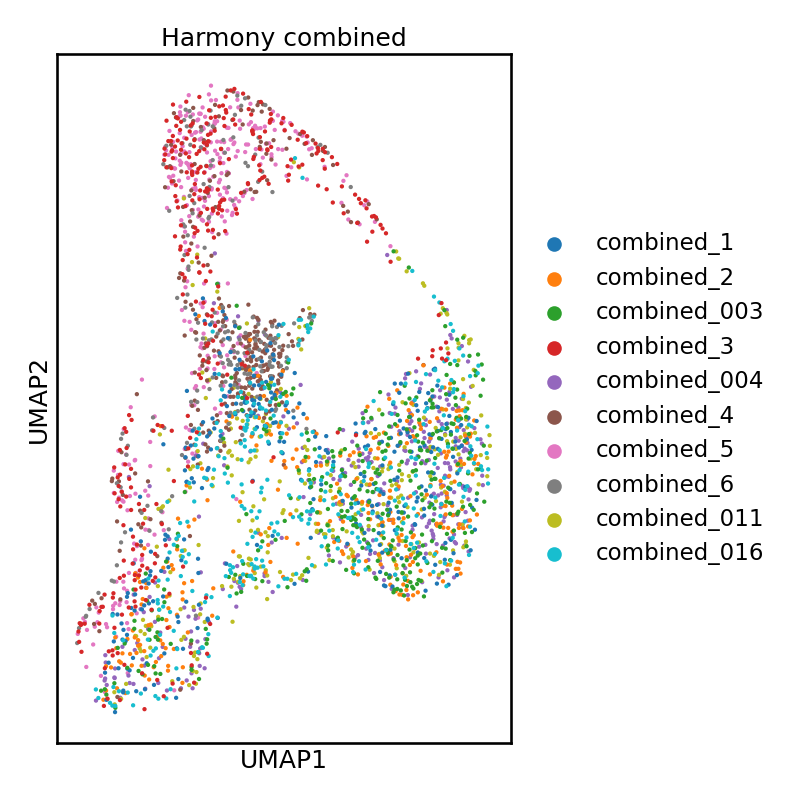 Harmony combined
UMAP2
UMAP1
combined_1
combined_2
combined_003
combined_3
combined_004
combined_4
combined_5
combined_6
combined_011
combined_016